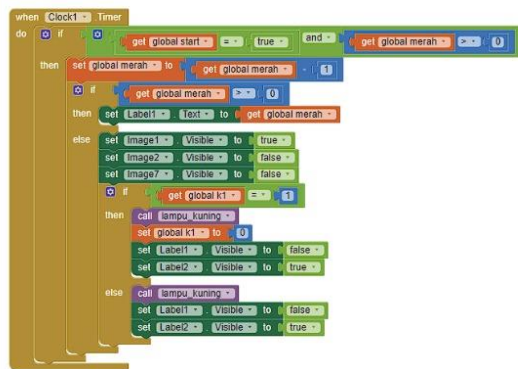 when Clock1 .Timer
do if get global start = true and get global merah > 0
then set global merah to get global merah - 1
if get global merah > 0
then set Label1 . Text to get global merah
else set Image1 . Visible to true
set Image2 . Visible to false
set Image7 . Visible to false
if get global k1 = 1
then call lampu_kuning
set global k1 to 0
set Label1 . Visible to false
set Label2 . Visible to true
else call lampu_kuning
set Label1 . Visible to false
set Label2 . Visible to true